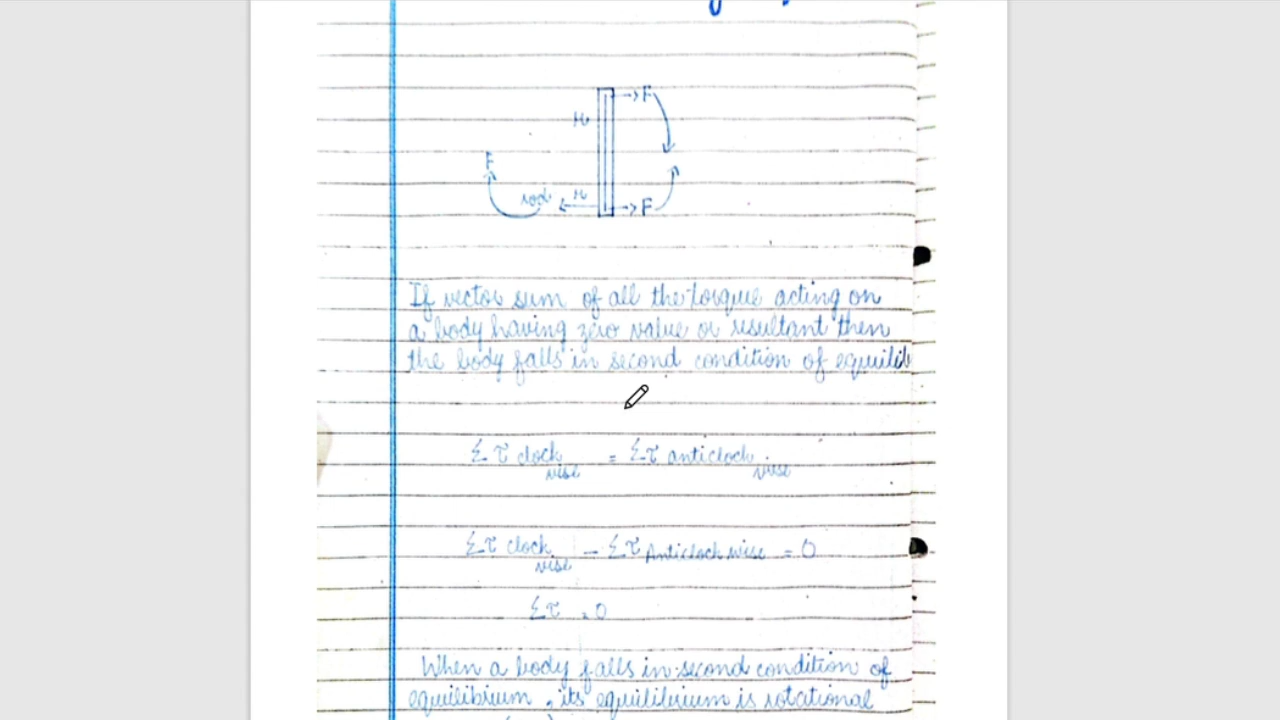 F
F
rod
F
If vector sum of all the torque acting on
a body having zero value or resultant then
the body falls in second condition of equilib
Σ τ clock wise = Σ τ anticlock wise
Σ τ clock wise - Σ τ Anticlock wise = 0
Σ τ = 0
When a body falls in second condition of
equilibrium, its equilibrium is rotational